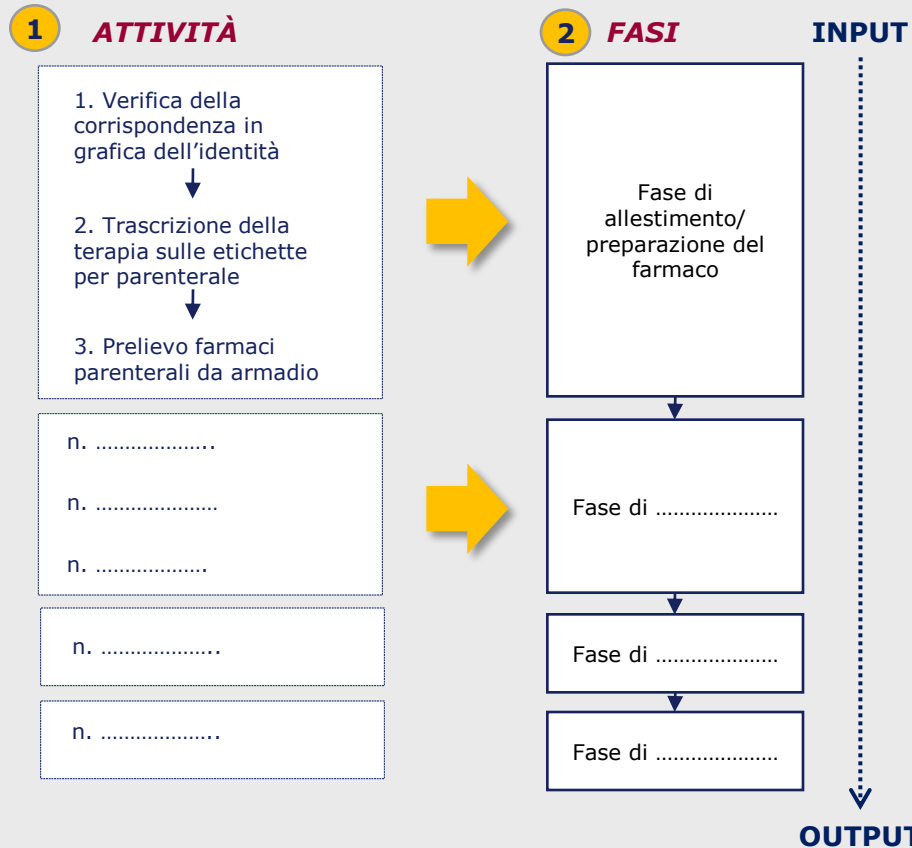 1 ATTIVITÀ
2 FASI
INPUT
1. Verifica della
corrispondenza in
grafica dell’identità
2. Trascrizione della
terapia sulle etichette
per parenterale
3. Prelievo farmaci
parenterali da armadio
Fase di
allestimento/
preparazione del
farmaco
n. ………………..
n. …………………
n. ……………….
Fase di …………………
n. ………………..
Fase di …………………
n. ………………..
Fase di …………………
OUTPUT